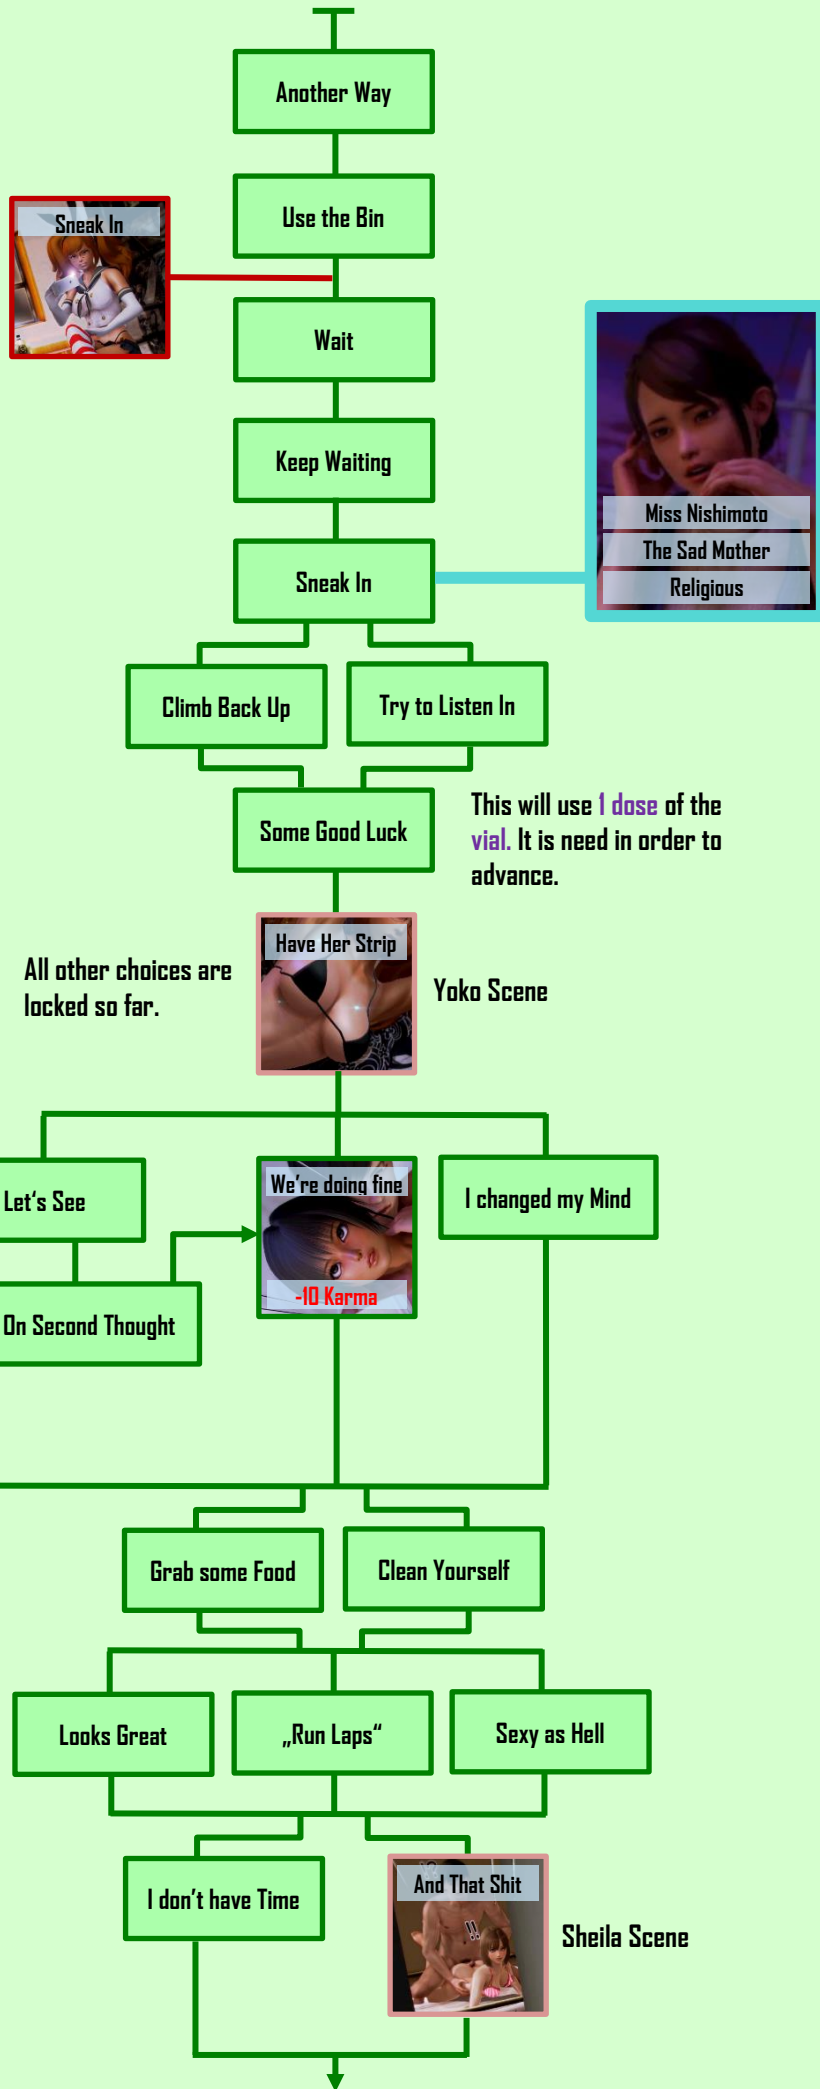 Another Way
Use the Bin
Sneak In
Wait
Keep Waiting
Miss Nishimoto
The Sad Mother
Religious
Sneak In
Climb Back Up
Try to Listen In
Some Good Luck
This will use 1 dose of the
vial. It is need in order to
advance.
Have Her Strip
All other choices are
locked so far.
Yoko Scene
Let‘s See
We're doing fine
-10 Karma
I changed my Mind
On Second Thought
Grab some Food
Clean Yourself
Looks Great
„Run Laps“
Sexy as Hell
I don't have Time
And That Shit
!!
Sheila Scene